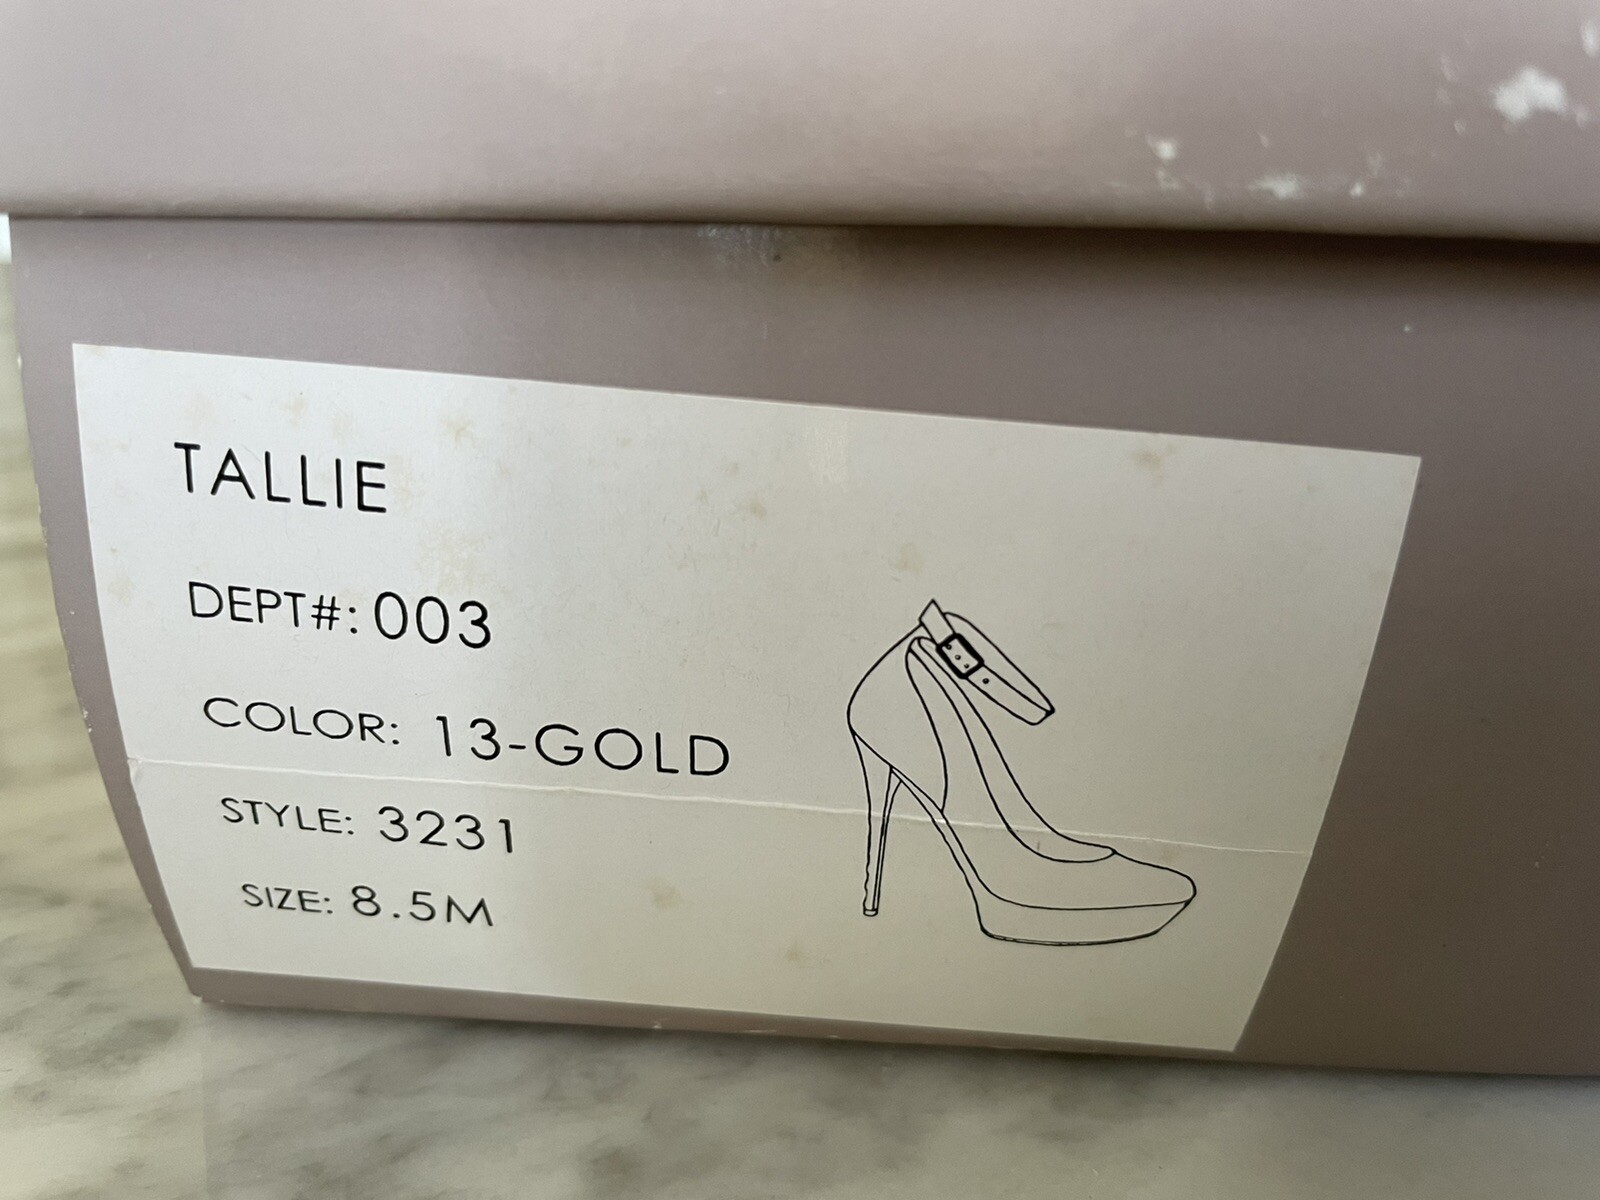 TALLIE
DEPT#: 003
COLOR: 13-GOLD
STYLE: 3231
SIZE: 8.5M